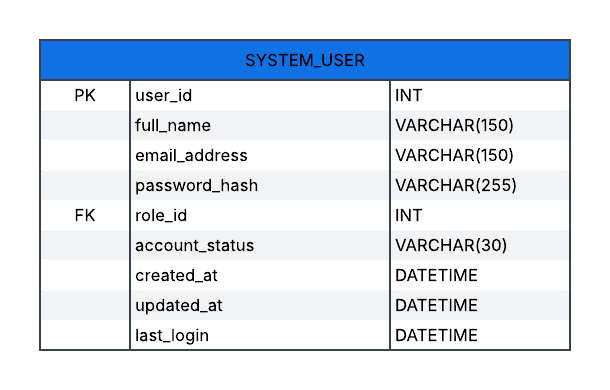 SYSTEM_USER
PK user_id INT
full_name VARCHAR(150)
email_address VARCHAR(150)
password_hash VARCHAR(255)
FK role_id INT
account_status VARCHAR(30)
created_at DATETIME
updated_at DATETIME
last_login DATETIME